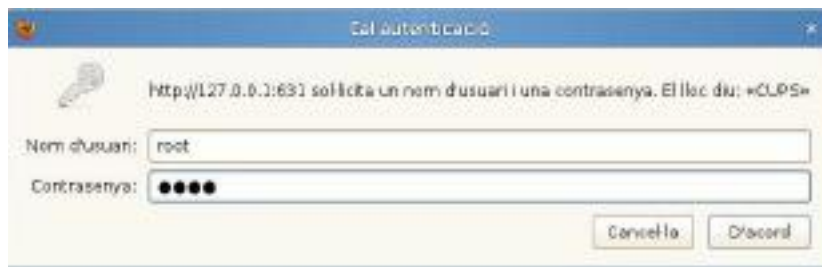 Cal autenticació
http://127.0.0.1:631 sol·licita un nom d'usuari i una contrasenya. El lloc diu: «CUPS»
Nom d'usuari: root
Contrasenya: ●●●●
Cancel·la D'acord